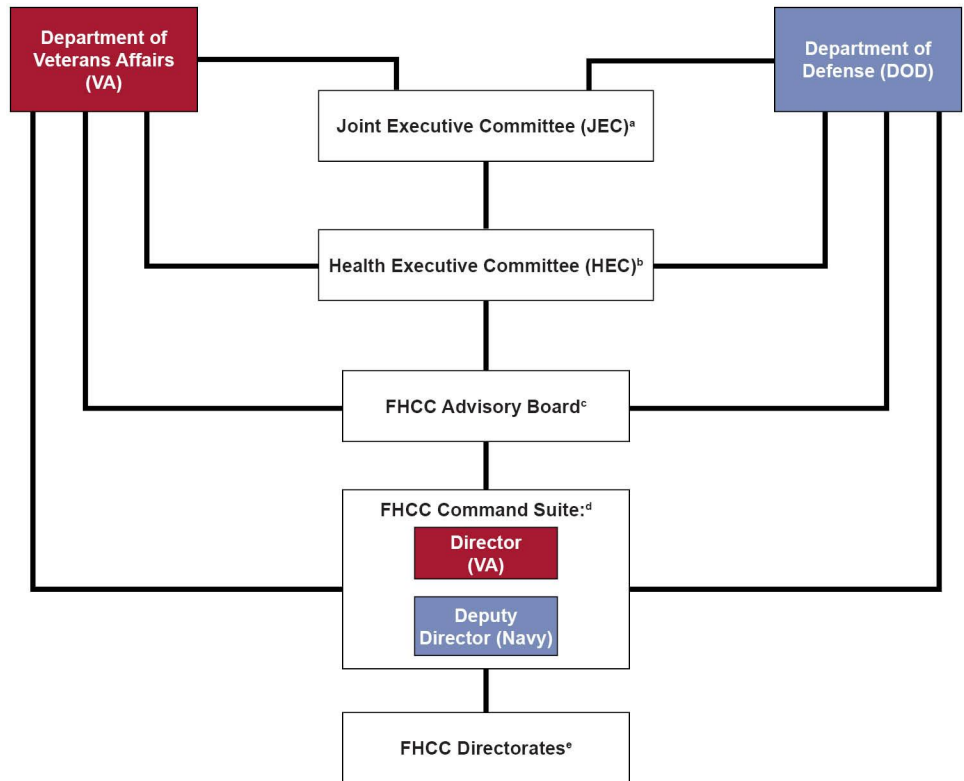 Department of
Veterans Affairs
(VA)
Department of
Defense (DOD)
Joint Executive Committee (JEC)ᵃ
Health Executive Committee (HEC)ᵇ
FHCC Advisory Boardᶜ
FHCC Command Suite:ᵈ
Director
(VA)
Deputy
Director (Navy)
FHCC Directoratesᵉ